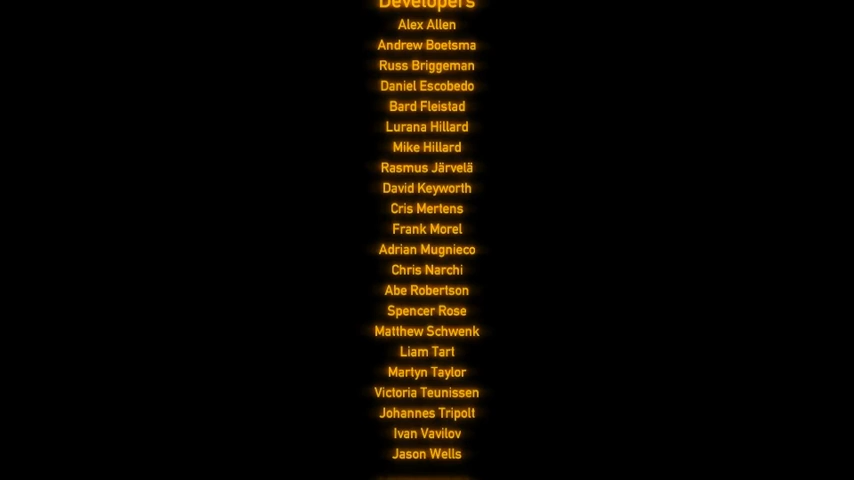 Developers
Alex Allen
Andrew Boetsma
Russ Briggeman
Daniel Escobedo
Bard Fleistad
Lurana Hillard
Mike Hillard
Rasmus Järvelä
David Keyworth
Cris Mertens
Frank Morel
Adrian Mugnieco
Chris Narchi
Abe Robertson
Spencer Rose
Matthew Schwenk
Liam Tart
Martyn Taylor
Victoria Teunissen
Johannes Tripolt
Ivan Vavilov
Jason Wells